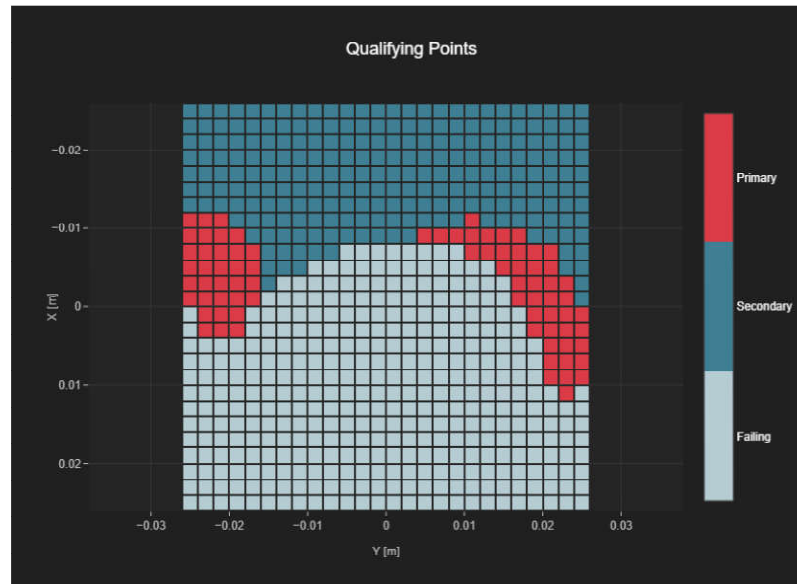 Qualifying Points
−0.02
−0.01
0
0.01
0.02
X [m]
−0.03
−0.02
−0.01
0
0.01
0.02
0.03
Y [m]
Primary
Secondary
Failing